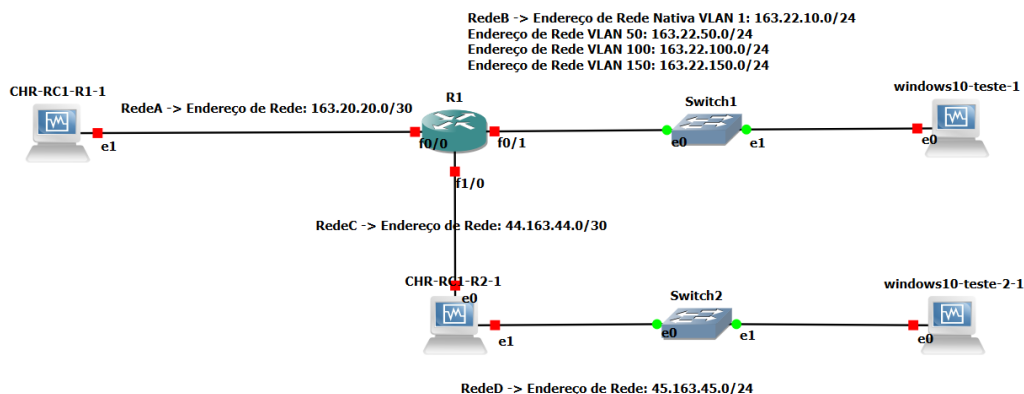 RedeB -> Endereço de Rede Nativa VLAN 1: 163.22.10.0/24
Endereço de Rede VLAN 50: 163.22.50.0/24
Endereço de Rede VLAN 100: 163.22.100.0/24
Endereço de Rede VLAN 150: 163.22.150.0/24
CHR-RC1-R1-1
RedeA -> Endereço de Rede: 163.20.20.0/30
R1
Switch1
windows10-teste-1
e1
f0/0
f0/1
e0
e1
e0
f1/0
RedeC -> Endereço de Rede: 44.163.44.0/30
CHR-RC1-R2-1
e0
Switch2
windows10-teste-2-1
e1
e0
e1
e0
RedeD -> Endereço de Rede: 45.163.45.0/24